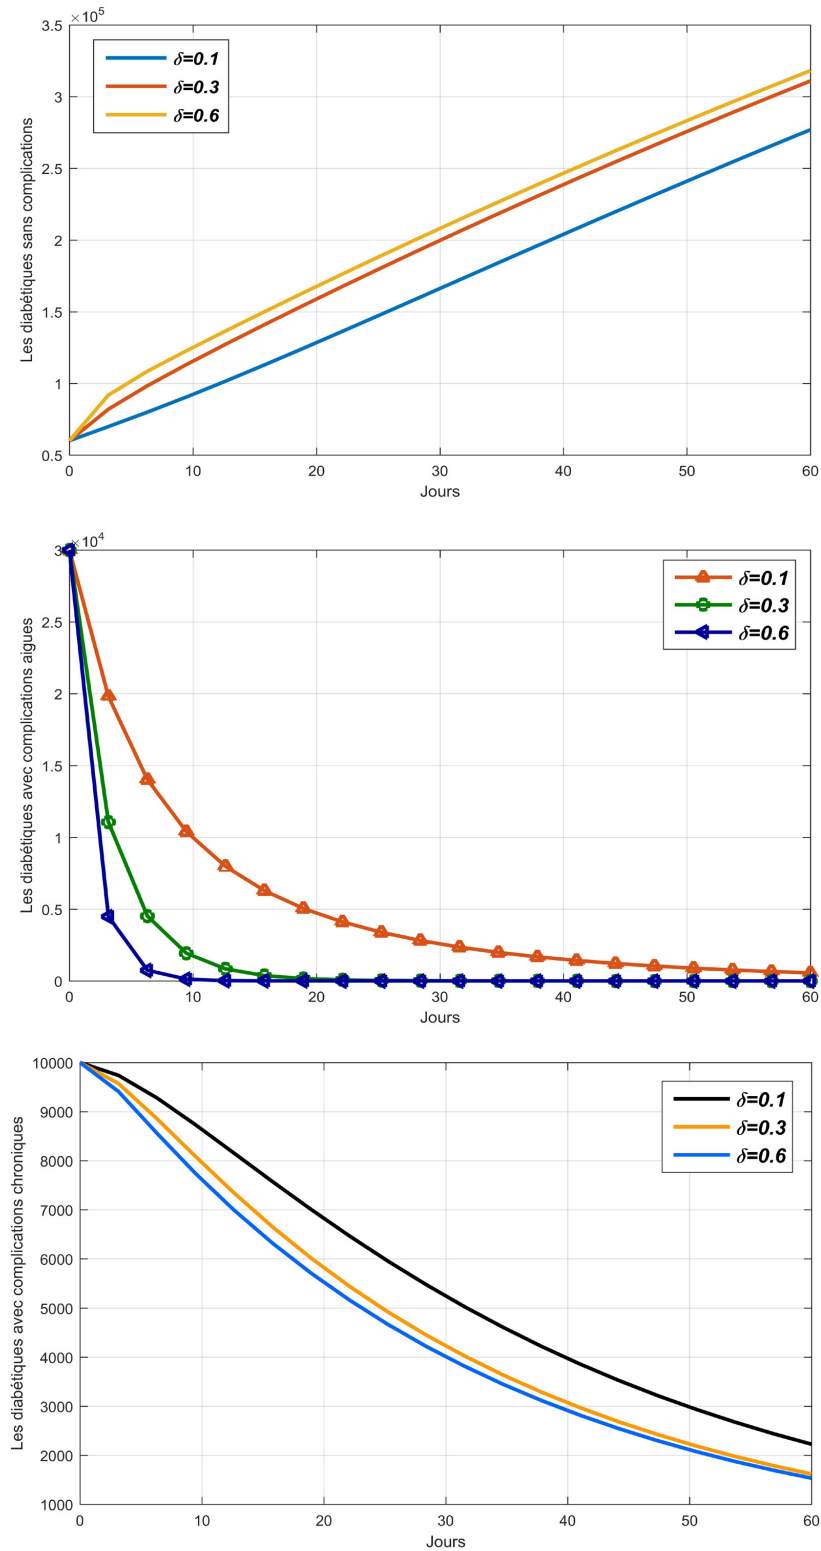 ×10⁵
3.5
3
2.5
2
1.5
1
0.5
Les diabétiques sans complications
δ=0.1
δ=0.3
δ=0.6
0 10 20 30 40 50 60
Jours
×10⁴
3
2.5
2
1.5
1
0.5
0
Les diabétiques avec complications aigues
δ=0.1
δ=0.3
δ=0.6
0 10 20 30 40 50 60
Jours
10000
9000
8000
7000
6000
5000
4000
3000
2000
1000
Les diabétiques avec complications chroniques
δ=0.1
δ=0.3
δ=0.6
0 10 20 30 40 50 60
Jours